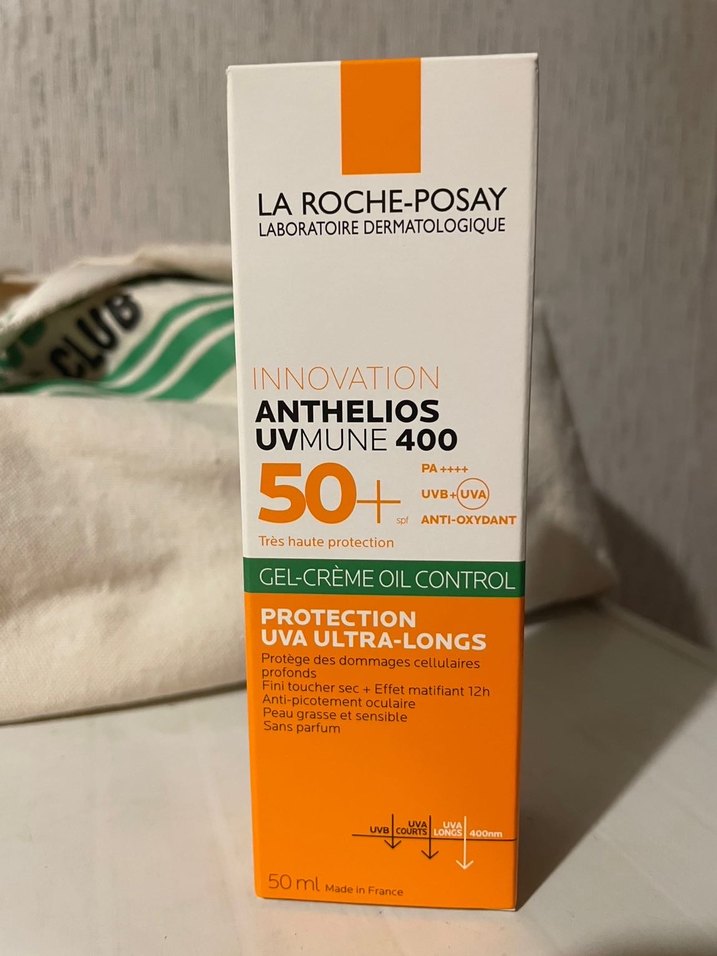 LA ROCHE-POSAY
LABORATOIRE DERMATOLOGIQUE
CLUB
INNOVATION
ANTHELIOS
UVMUNE 400
50+ spf
PA ++++
UVB+UVA
ANTI-OXYDANT
Très haute protection
GEL-CRÈME OIL CONTROL
PROTECTION
UVA ULTRA-LONGS
Protège des dommages cellulaires
profonds
Fini toucher sec + Effet matifiant 12h
Anti-picotement oculaire
Peau grasse et sensible
Sans parfum
UVB
UVA
COURTS
UVA
LONGS
400nm
50 ml Made in France